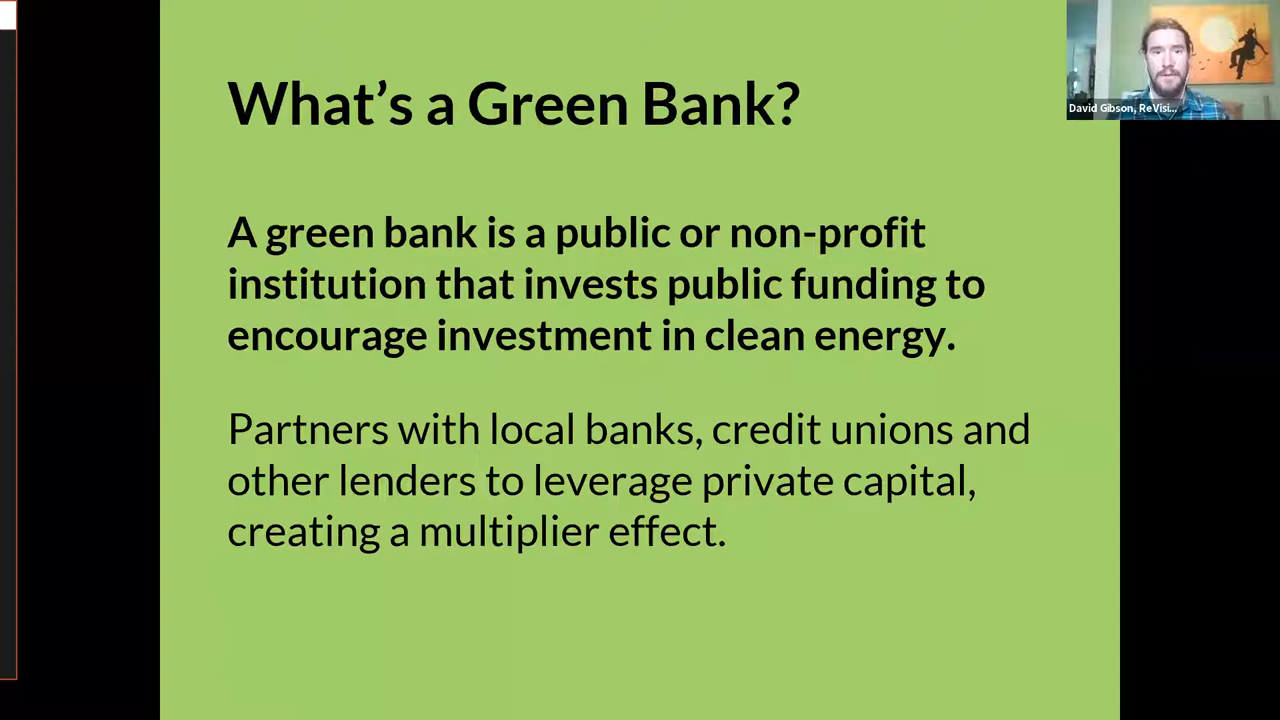 What's a Green Bank?
A green bank is a public or non-profit
institution that invests public funding to
encourage investment in clean energy.
Partners with local banks, credit unions and
other lenders to leverage private capital,
creating a multiplier effect.
David Gibson, ReVisi...